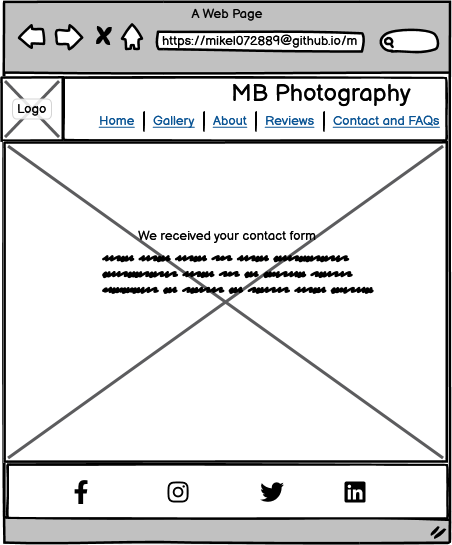 A Web Page
https://mikel072889@github.io/m
Logo
MB Photography
Home Gallery About Reviews Contact and FAQs
We received your contact form